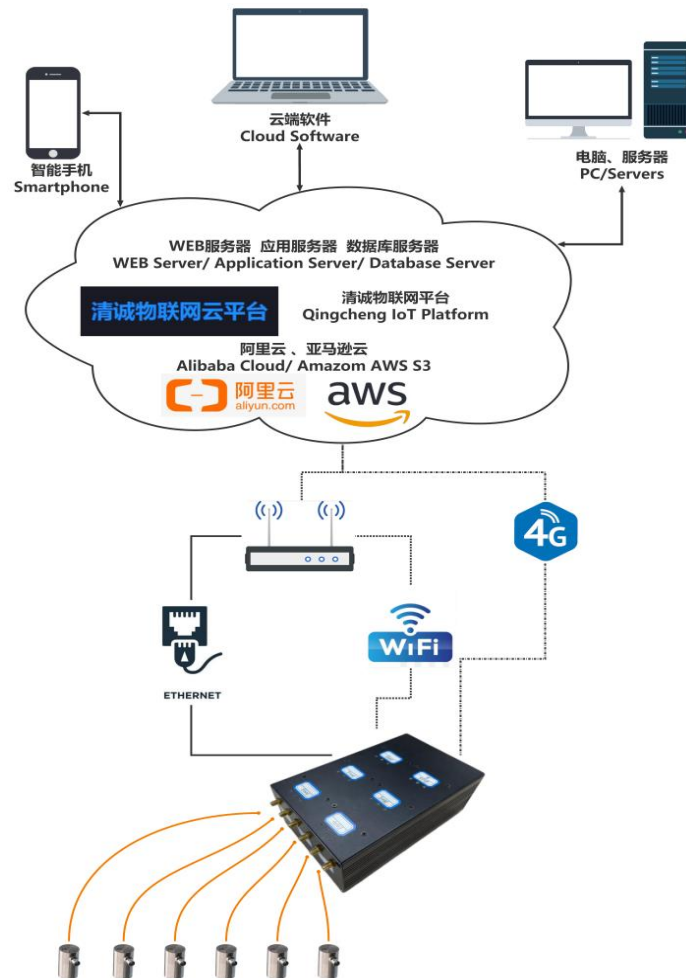 云端软件
Cloud Software
智能手机
Smartphone
电脑、服务器
PC/Servers
WEB服务器 应用服务器 数据库服务器
WEB Server/ Application Server/ Database Server
清诚物联网云平台
清诚物联网平台
Qingcheng IoT Platform
阿里云 、亚马逊云
Alibaba Cloud/ Amazom AWS S3
阿里云
aliyun.com
aws
4G
WiFi
ETHERNET